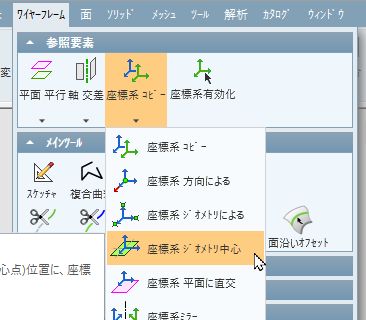 ﾜｲﾔｰﾌﾚｰﾑ 面 ｿﾘｯﾄﾞ ﾒｯｼｭ ﾂｰﾙ 解析 ｶﾀﾛｸﾞ ｳｨﾝﾄﾞｳ
参照要素
変
平面 平行 軸 交差 座標系 ｺﾋﾟｰ 座標系有効化
座標系 ｺﾋﾟｰ
ﾒｲﾝﾂｰﾙ
座標系 方向による
ｽｹｯﾁｬ 複合曲
座標系 ｼﾞｵﾒﾄﾘによる
座標系 ｼﾞｵﾒﾄﾘ中心
面沿いｵﾌｾｯﾄ
心点)位置に、座標
座標系 平面に直交
座標系ﾐﾗｰ